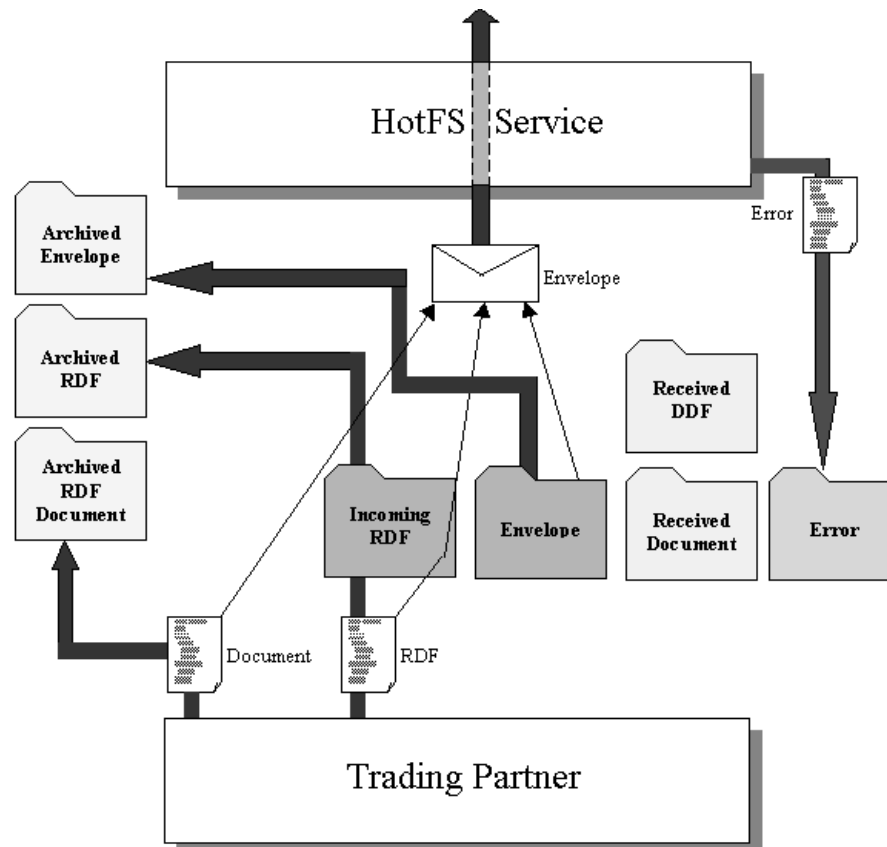 HotFS Service
Error
Archived
Envelope
Envelope
Archived
RDF
Received
DDF
Archived
RDF
Document
Incoming
RDF
Envelope
Received
Document
Error
Document
RDF
Trading Partner